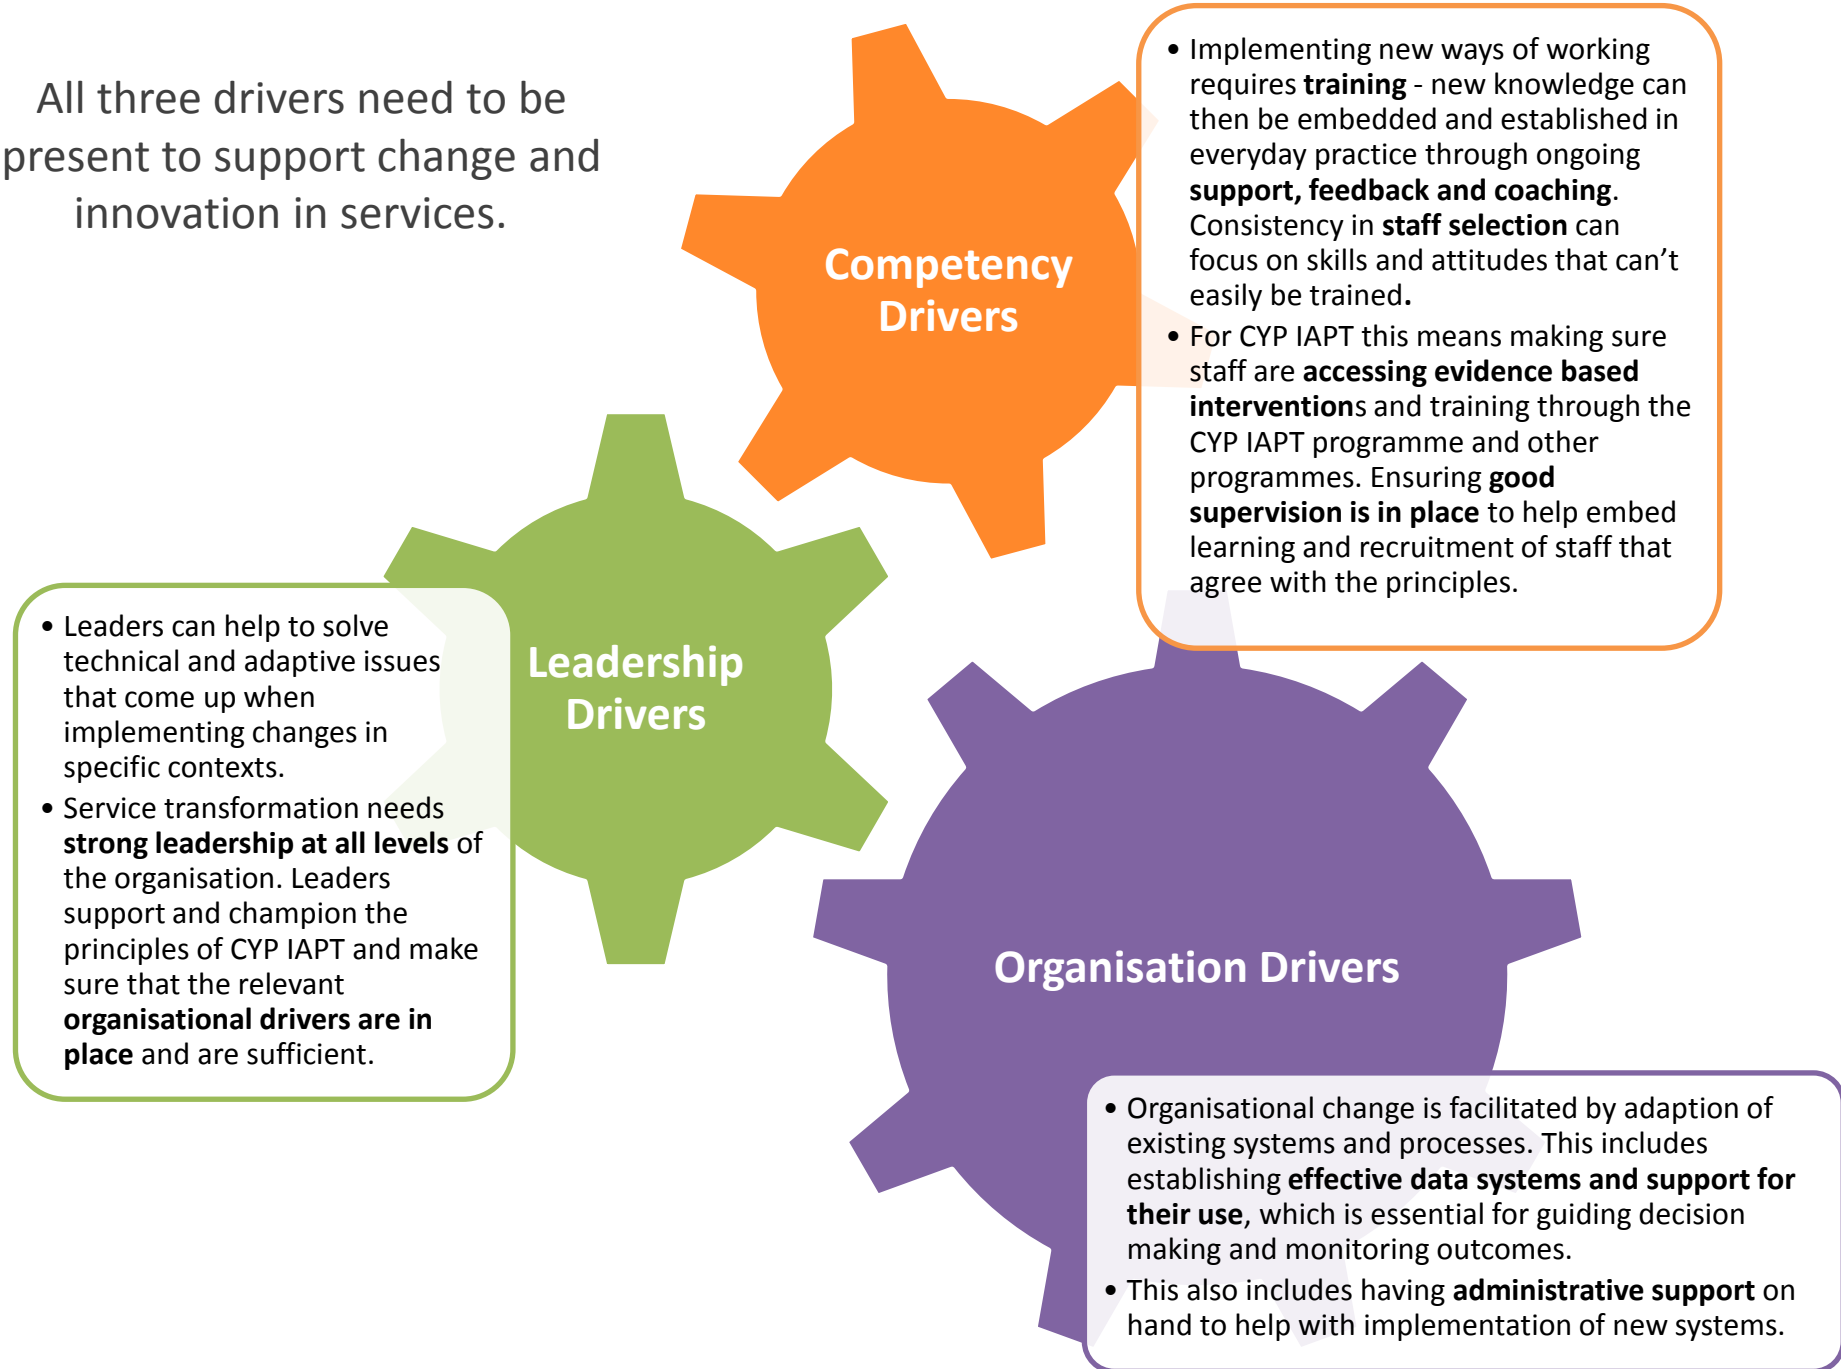 All three drivers need to be
present to support change and
innovation in services.
Competency
Drivers
• Implementing new ways of working
requires training - new knowledge can
then be embedded and established in
everyday practice through ongoing
support, feedback and coaching.
Consistency in staff selection can
focus on skills and attitudes that can’t
easily be trained.
• For CYP IAPT this means making sure
staff are accessing evidence based
interventions and training through the
CYP IAPT programme and other
programmes. Ensuring good
supervision is in place to help embed
learning and recruitment of staff that
agree with the principles.
Leadership
Drivers
• Leaders can help to solve
technical and adaptive issues
that come up when
implementing changes in
specific contexts.
• Service transformation needs
strong leadership at all levels of
the organisation. Leaders
support and champion the
principles of CYP IAPT and make
sure that the relevant
organisational drivers are in
place and are sufficient.
Organisation Drivers
• Organisational change is facilitated by adaption of
existing systems and processes. This includes
establishing effective data systems and support for
their use, which is essential for guiding decision
making and monitoring outcomes.
• This also includes having administrative support on
hand to help with implementation of new systems.